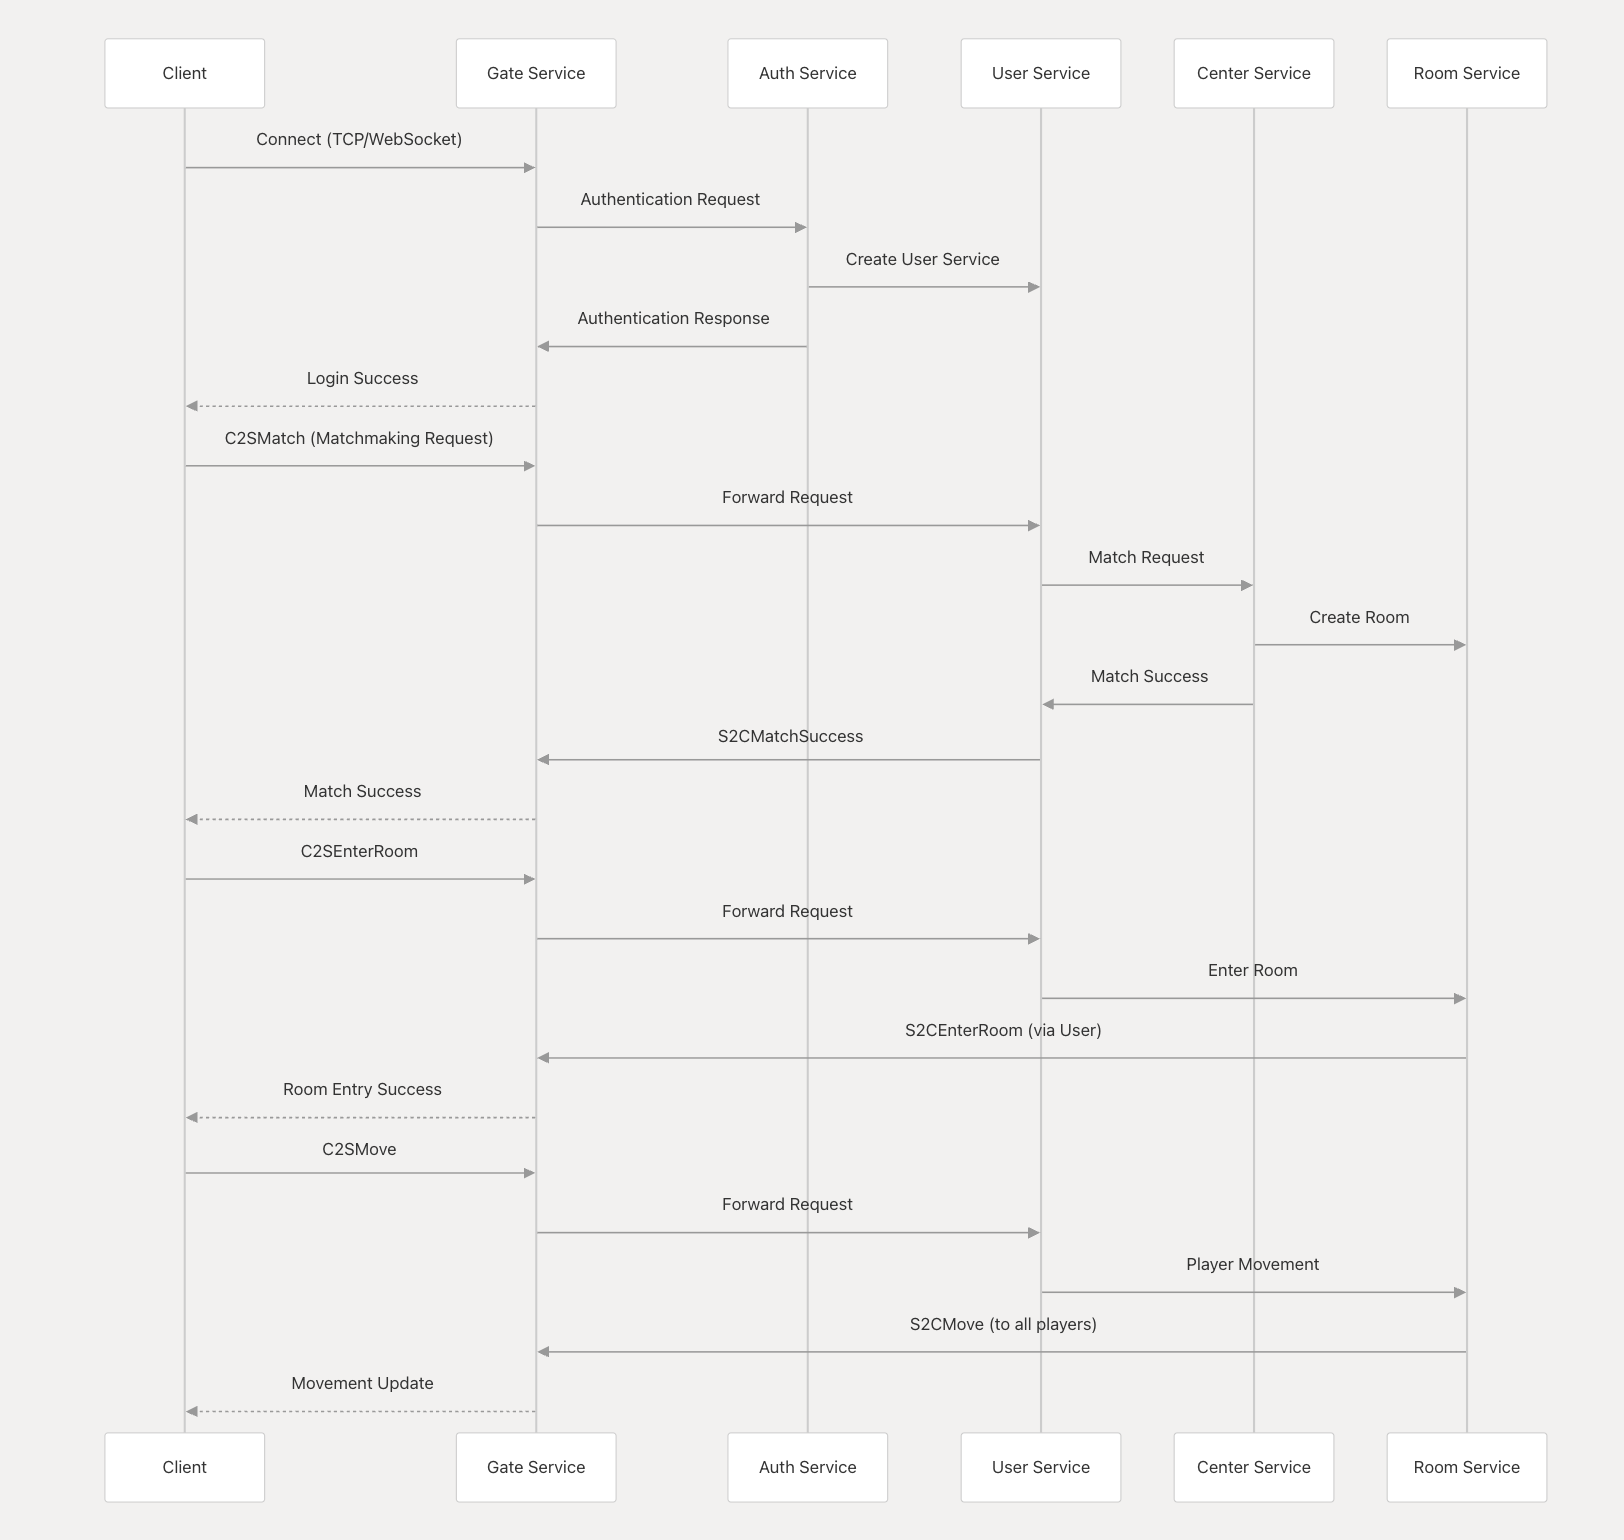 Client
Gate Service
Auth Service
User Service
Center Service
Room Service
Connect (TCP/WebSocket)
Authentication Request
Create User Service
Authentication Response
Login Success
C2SMatch (Matchmaking Request)
Forward Request
Match Request
Create Room
Match Success
S2CMatchSuccess
Match Success
C2SEnterRoom
Forward Request
Enter Room
S2CEnterRoom (via User)
Room Entry Success
C2SMove
Forward Request
Player Movement
S2CMove (to all players)
Movement Update
Client
Gate Service
Auth Service
User Service
Center Service
Room Service